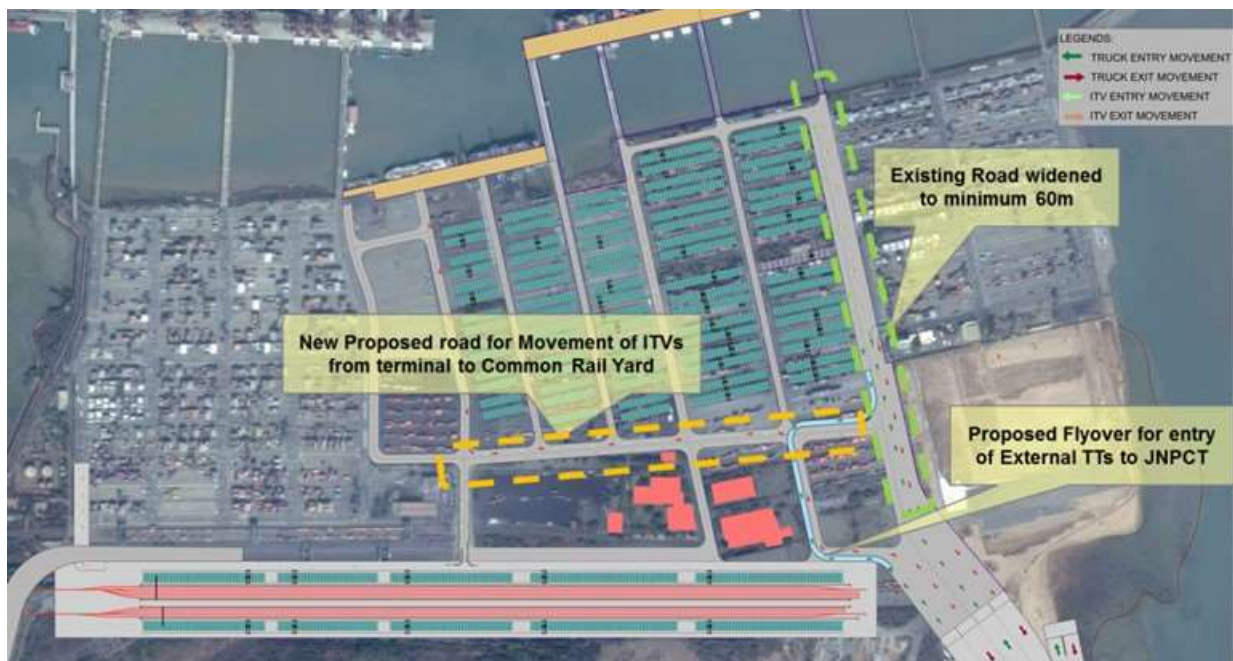 LEGENDS:
TRUCK ENTRY MOVEMENT
TRUCK EXIT MOVEMENT
ITV ENTRY MOVEMENT
ITV EXIT MOVEMENT
Existing Road widened
to minimum 60m
New Proposed road for Movement of ITVs
from terminal to Common Rail Yard
Proposed Flyover for entry
of External TTs to JNPCT